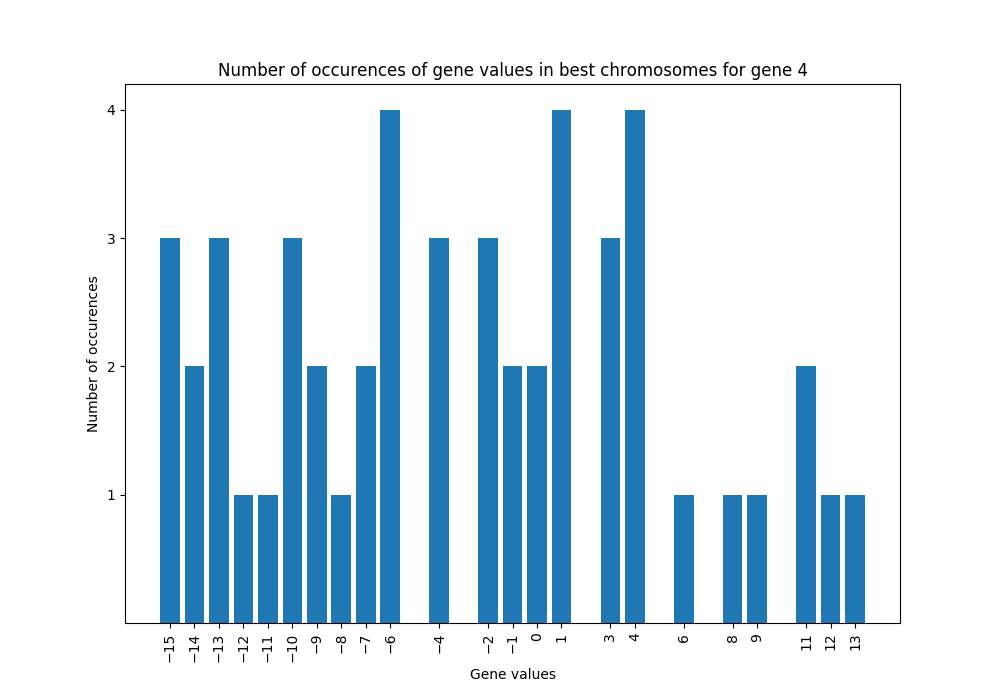 Number of occurences of gene values in best chromosomes for gene 4
4
3
2
1
Number of occurences
−15 −14 −13 −12 −11 −10 −9 −8 −7 −6 −4 −2 −1 0 1 3 4 6 8 9 11 12 13
Gene values